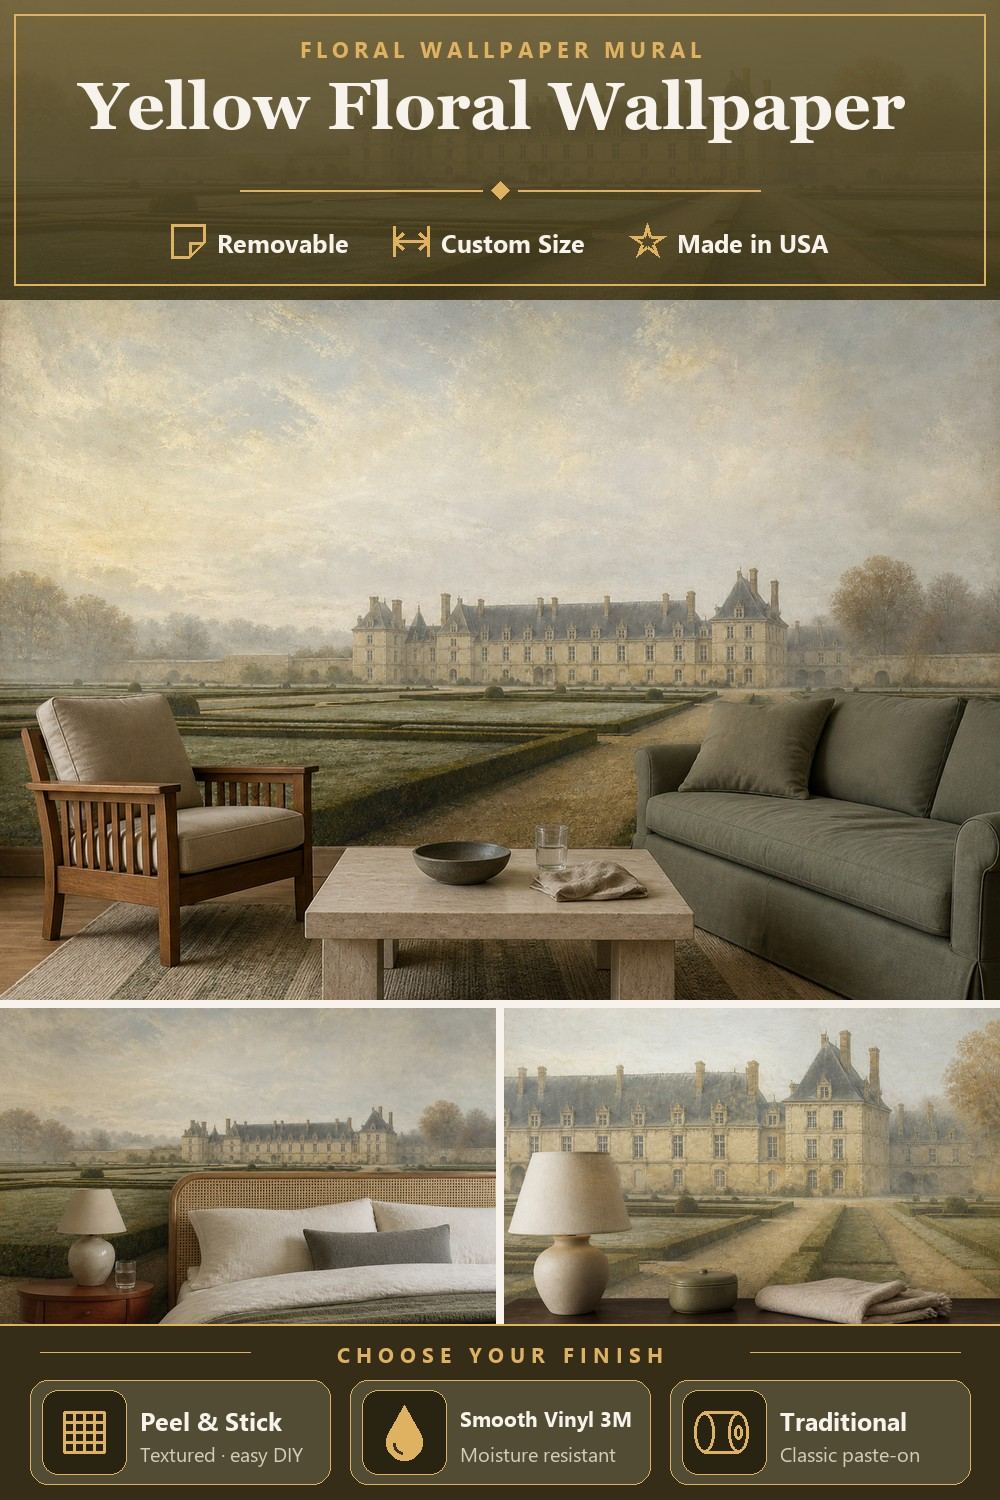 FLORAL WALLPAPER MURAL
Yellow Floral Wallpaper
Removable
Custom Size
Made in USA
CHOOSE YOUR FINISH
Peel & Stick
Textured · easy DIY
Smooth Vinyl 3M
Moisture resistant
Traditional
Classic paste-on